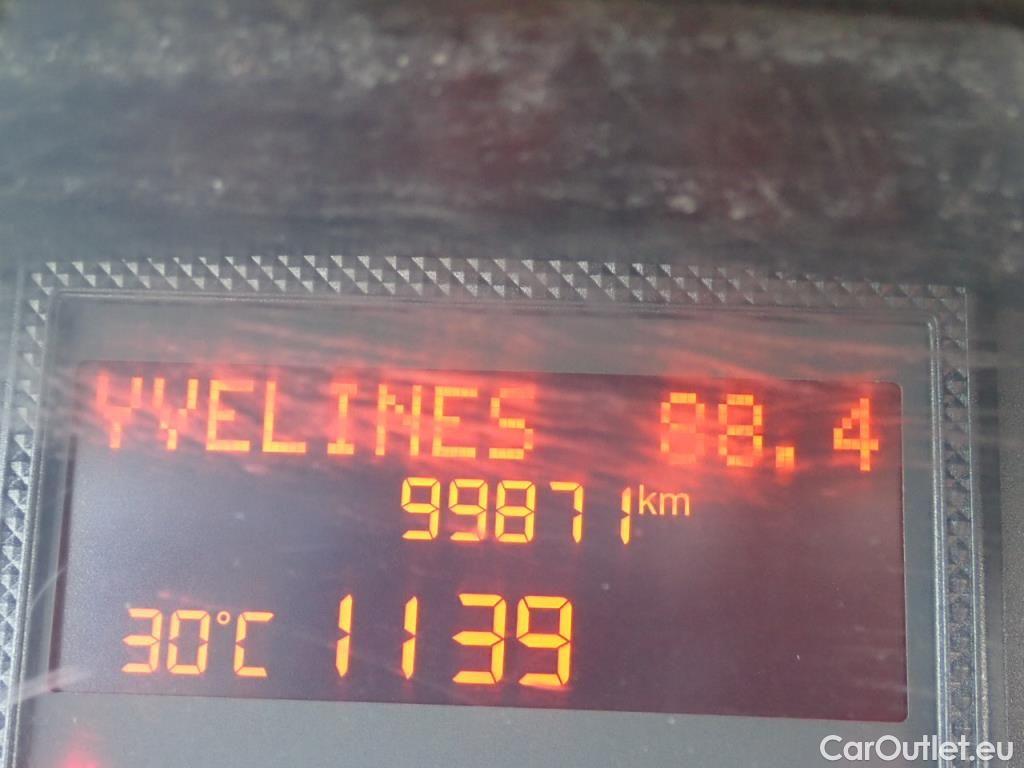 YVELINES 88.4
99871 km
30°C 1139
CarOutlet.eu